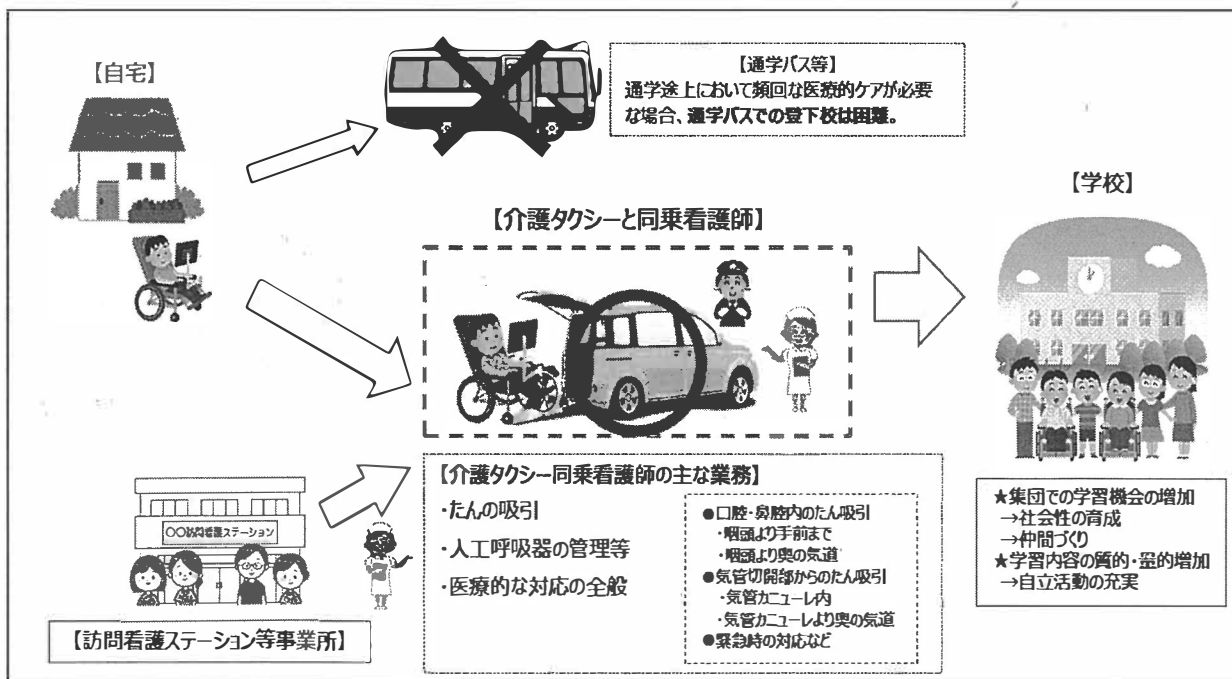 【自宅】
【通学バス等】
通学途上において頻回な医療的ケアが必要
な場合、通学バスでの登下校は困難。
【介護タクシーと同乗看護師】
【学校】
〇〇訪問看護ステーション
【訪問看護ステーション等事業所】
【介護タクシー同乗看護師の主な業務】
・たんの吸引
・人工呼吸器の管理等
・医療的な対応の全般
●口腔・鼻腔内のたん吸引
・咽頭より手前まで
・咽頭より奥の気道
●気管切開部からのたん吸引
・気管カニューレ内
・気管カニューレより奥の気道
●緊急時の対応など
★集団での学習機会の増加
→社会性の育成
→仲間づくり
★学習内容の質的・量的増加
→自立活動の充実